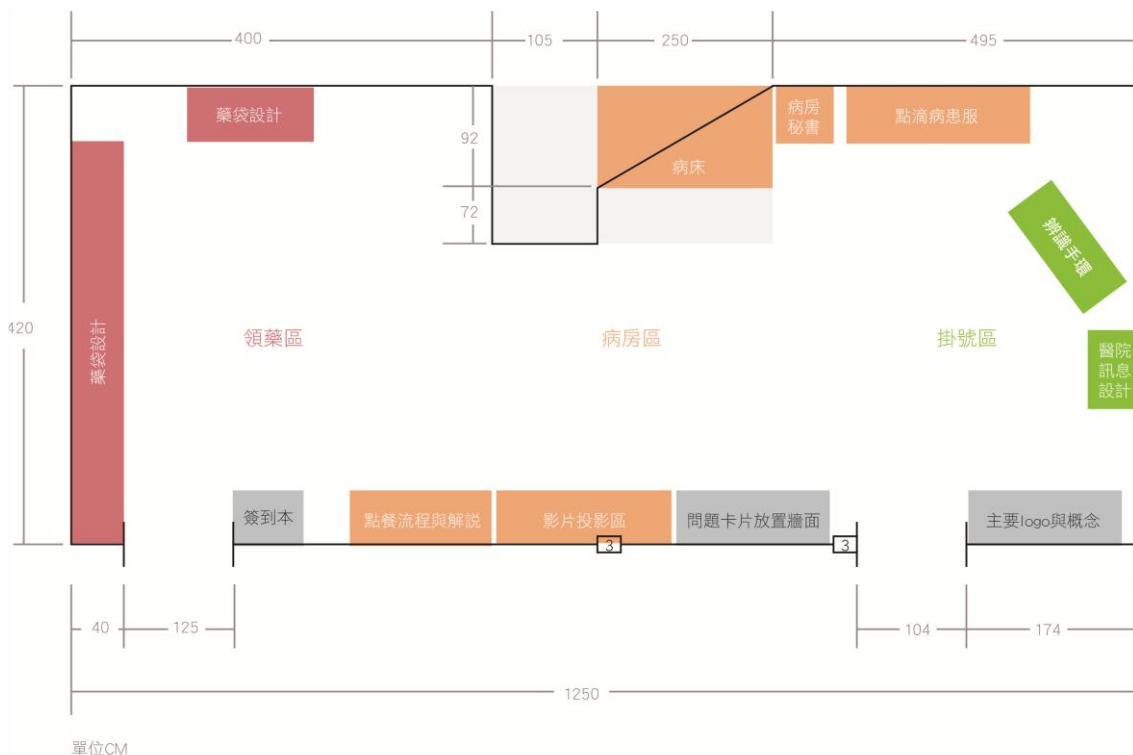 400
105
250
495
藥袋設計
92
72
病床
病房
秘書
點滴病患服
辨識手環
420
藥袋設計
領藥區
病房區
掛號區
醫院
訊息
設計
簽到本
點餐流程與解說
影片投影區
問題卡片放置牆面
主要logo與概念
3
3
40
125
104
174
1250
單位CM